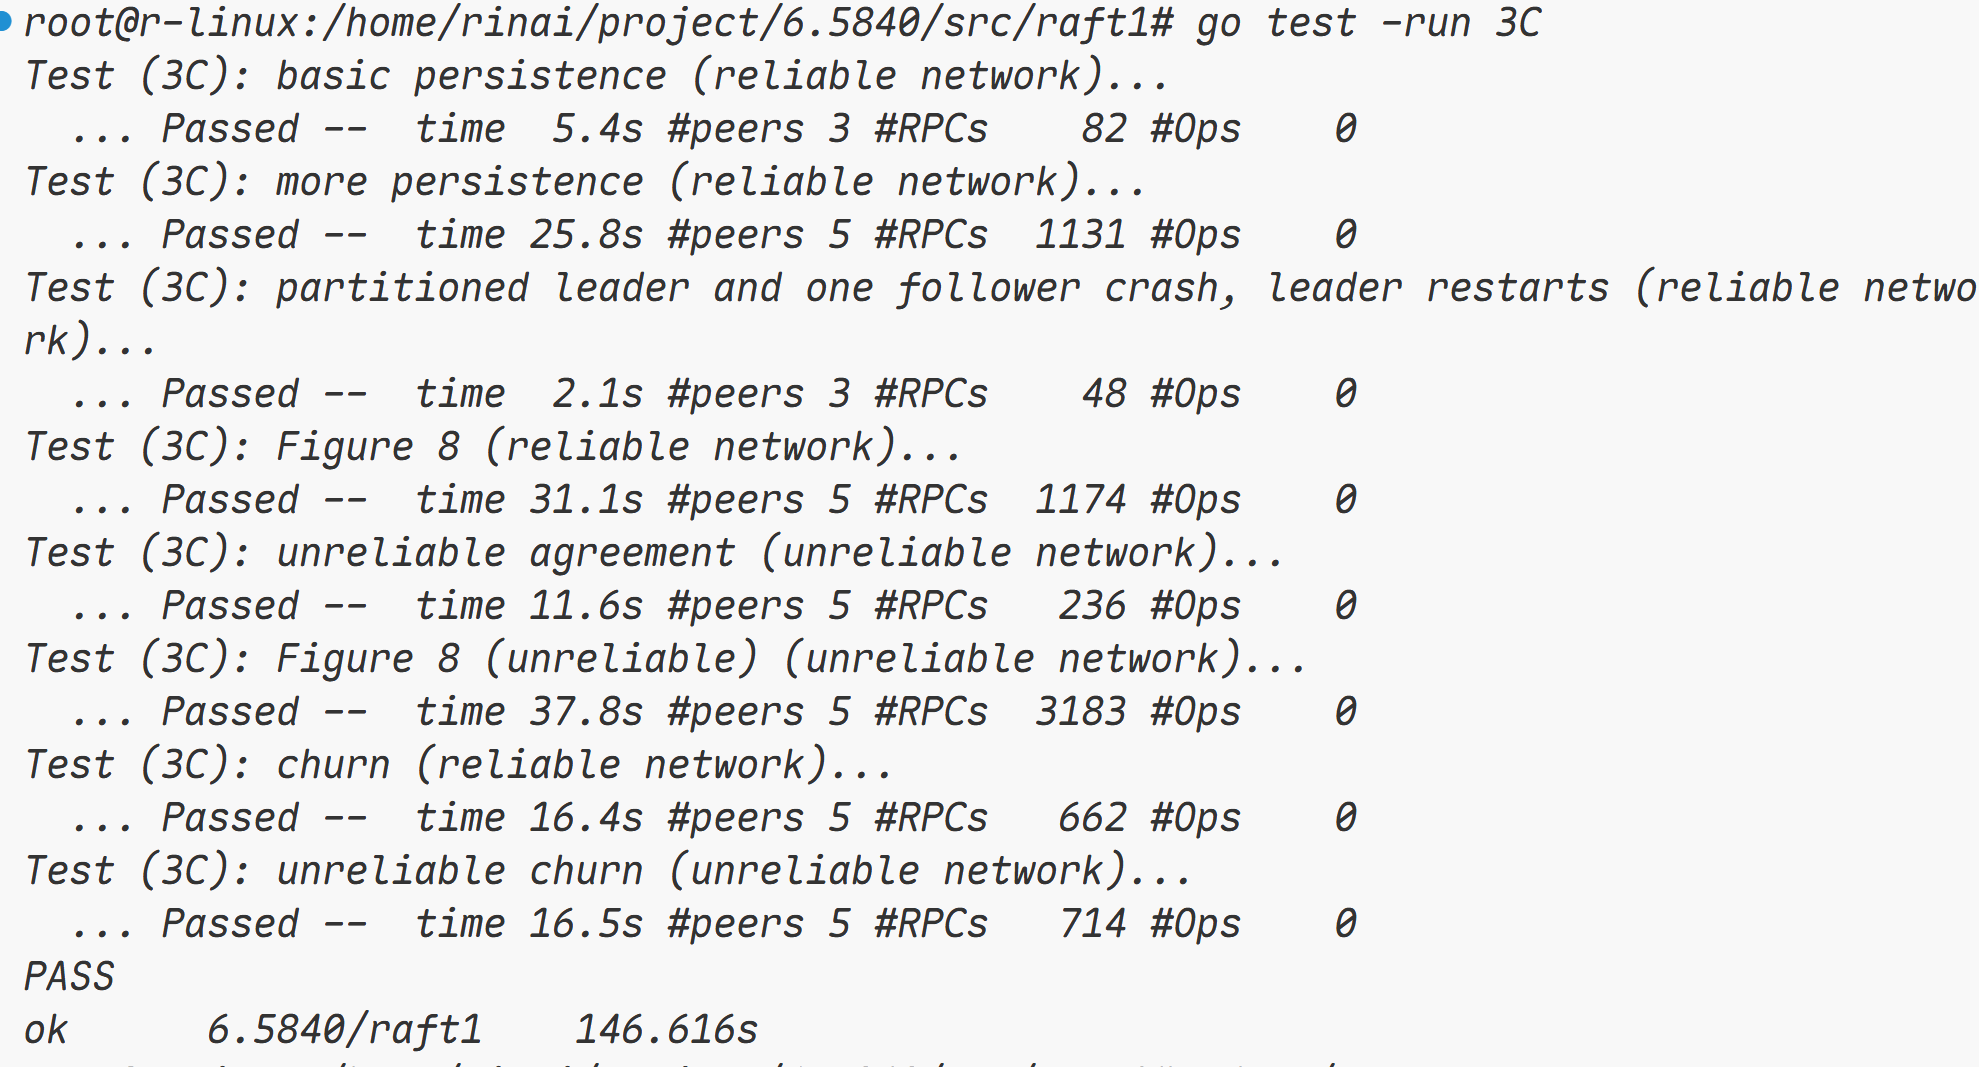 root@r-linux:/home/rinai/project/6.5840/src/raft1# go test -run 3C
Test (3C): basic persistence (reliable network)...
  ... Passed --  time  5.4s #peers 3 #RPCs    82 #Ops    0
Test (3C): more persistence (reliable network)...
  ... Passed --  time 25.8s #peers 5 #RPCs  1131 #Ops    0
Test (3C): partitioned leader and one follower crash, leader restarts (reliable netwo
rk)...
  ... Passed --  time  2.1s #peers 3 #RPCs    48 #Ops    0
Test (3C): Figure 8 (reliable network)...
  ... Passed --  time 31.1s #peers 5 #RPCs  1174 #Ops    0
Test (3C): unreliable agreement (unreliable network)...
  ... Passed --  time 11.6s #peers 5 #RPCs   236 #Ops    0
Test (3C): Figure 8 (unreliable) (unreliable network)...
  ... Passed --  time 37.8s #peers 5 #RPCs  3183 #Ops    0
Test (3C): churn (reliable network)...
  ... Passed --  time 16.4s #peers 5 #RPCs   662 #Ops    0
Test (3C): unreliable churn (unreliable network)...
  ... Passed --  time 16.5s #peers 5 #RPCs   714 #Ops    0
PASS
ok      6.5840/raft1    146.616s